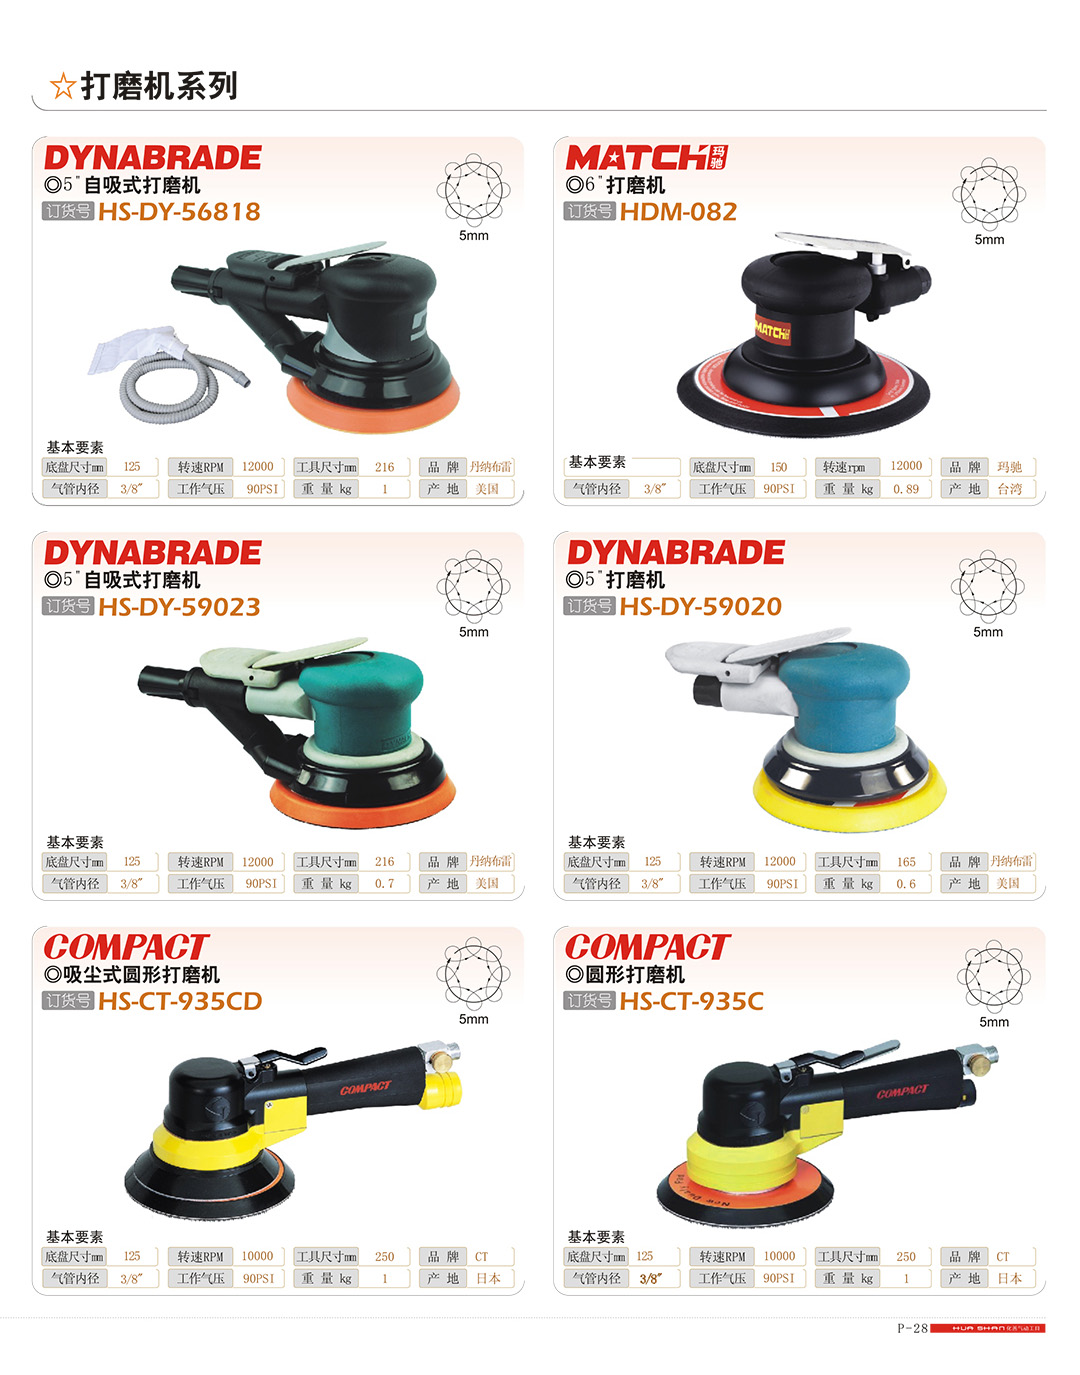 ☆打磨机系列
DYNABRADE
◎5"自吸式打磨机
订货号 HS-DY-56818
5mm
基本要素
底盘尺寸mm 125 转速RPM 12000 工具尺寸mm 216 品 牌 丹纳布雷
气管内径 3/8″ 工作气压 90PSI 重 量 kg 1 产 地 美国
MATCH 玛驰
◎6"打磨机
订货号 HDM-082
5mm
MATCH
基本要素 底盘尺寸mm 150 转速rpm 12000 品 牌 玛驰
气管内径 3/8″ 工作气压 90PSI 重 量 kg 0.89 产 地 台湾
DYNABRADE
◎5"自吸式打磨机
订货号 HS-DY-59023
5mm
基本要素
底盘尺寸mm 125 转速RPM 12000 工具尺寸mm 216 品 牌 丹纳布雷
气管内径 3/8″ 工作气压 90PSI 重 量 kg 0.7 产 地 美国
DYNABRADE
◎5"打磨机
订货号 HS-DY-59020
5mm
基本要素
底盘尺寸mm 125 转速RPM 12000 工具尺寸mm 165 品 牌 丹纳布雷
气管内径 3/8″ 工作气压 90PSI 重 量 kg 0.6 产 地 美国
COMPACT
◎吸尘式圆形打磨机
订货号 HS-CT-935CD
5mm
COMPACT
基本要素
底盘尺寸mm 125 转速RPM 10000 工具尺寸mm 250 品 牌 CT
气管内径 3/8″ 工作气压 90PSI 重 量 kg 1 产 地 日本
COMPACT
◎圆形打磨机
订货号 HS-CT-935C
5mm
COMPACT
基本要素
底盘尺寸mm 125 转速RPM 10000 工具尺寸mm 250 品 牌 CT
气管内径 3/8″ 工作气压 90PSI 重 量 kg 1 产 地 日本
P-28 HUA SHAN 气动工具